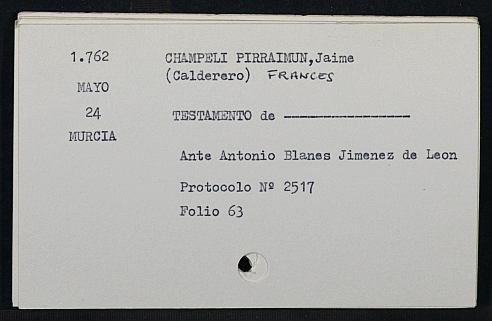 1.762 CHAMPELI PIRRAIMUN,Jaime
(Calderero) FRANCES
MAYO
24 TESTAMENTO de ----------------
MURCIA
Ante Antonio Blanes Jimenez de Leon
Protocolo Nº 2517
Folio 63